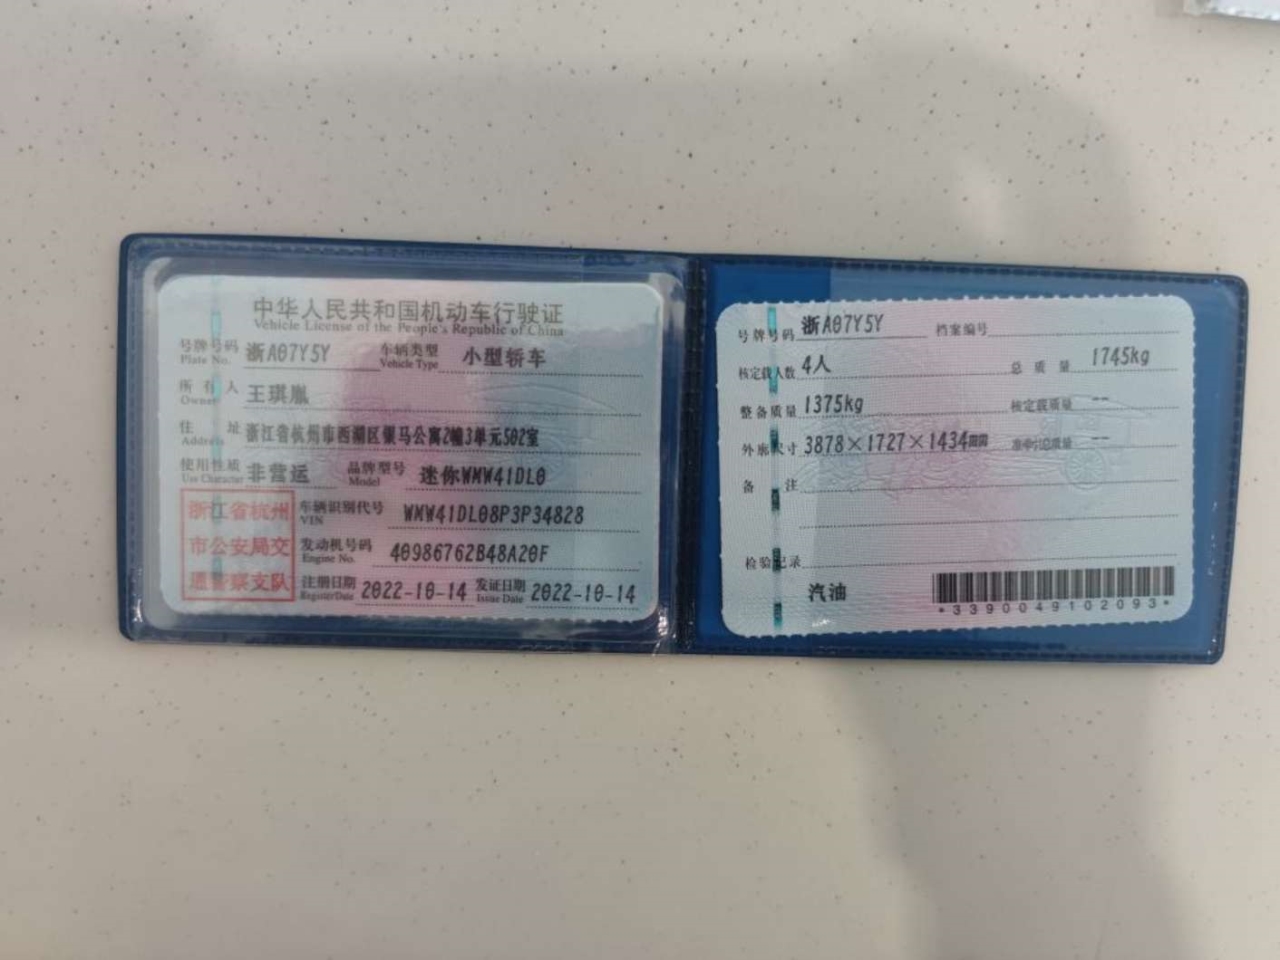 中华人民共和国机动车行驶证
Vehicle License of the People's Republic of China
号牌号码 浙A07Y5Y 车辆类型 小型轿车
Plate No. Vehicle Type
所有人 王琪胤
Owner
住址 浙江省杭州市西湖区银马公寓2幢3单元502室
Address
使用性质 非营运 品牌型号 迷你WMW41DL0
Use Character Model
浙江省杭州
市公安局交
通警察支队
车辆识别代号 WMW41DL08P3P34828
VIN
发动机号码 40986762B48A20F
Engine No.
注册日期 2022-10-14 发证日期 2022-10-14
Register Date Issue Date
号牌号码 浙A07Y5Y 档案编号
核定载人数 4人 总质量 1745kg
整备质量 1375kg 核定载质量 --
外廓尺寸 3878×1727×1434mm 准牵引总质量 --
备注
检验记录
汽油
*3390049102093*